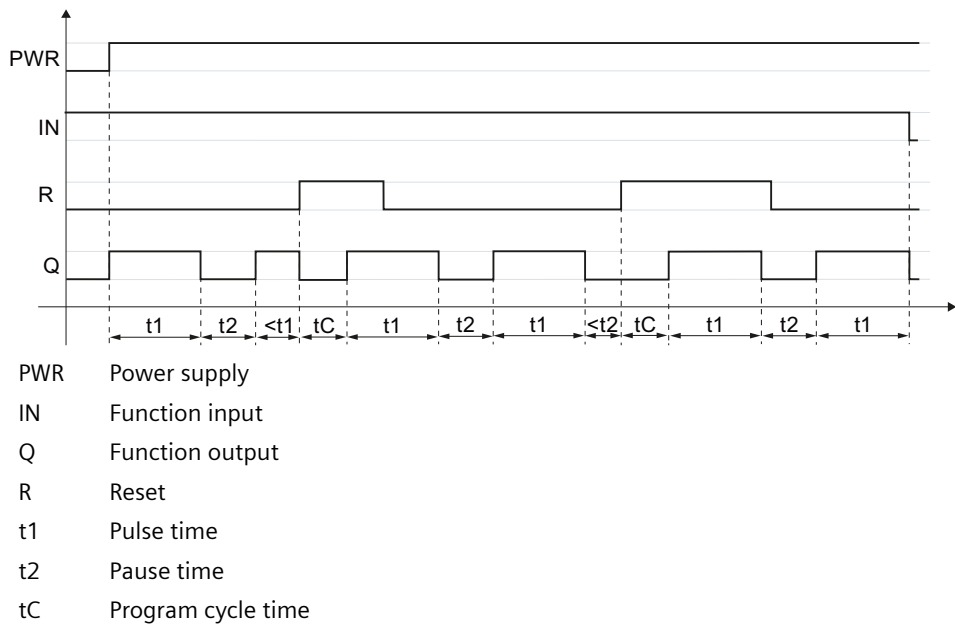 PWR
IN
R
Q
t1 t2 <t1 tC t1 t2 t1 <t2 tC t1 t2 t1
PWR Power supply
IN Function input
Q Function output
R Reset
t1 Pulse time
t2 Pause time
tC Program cycle time